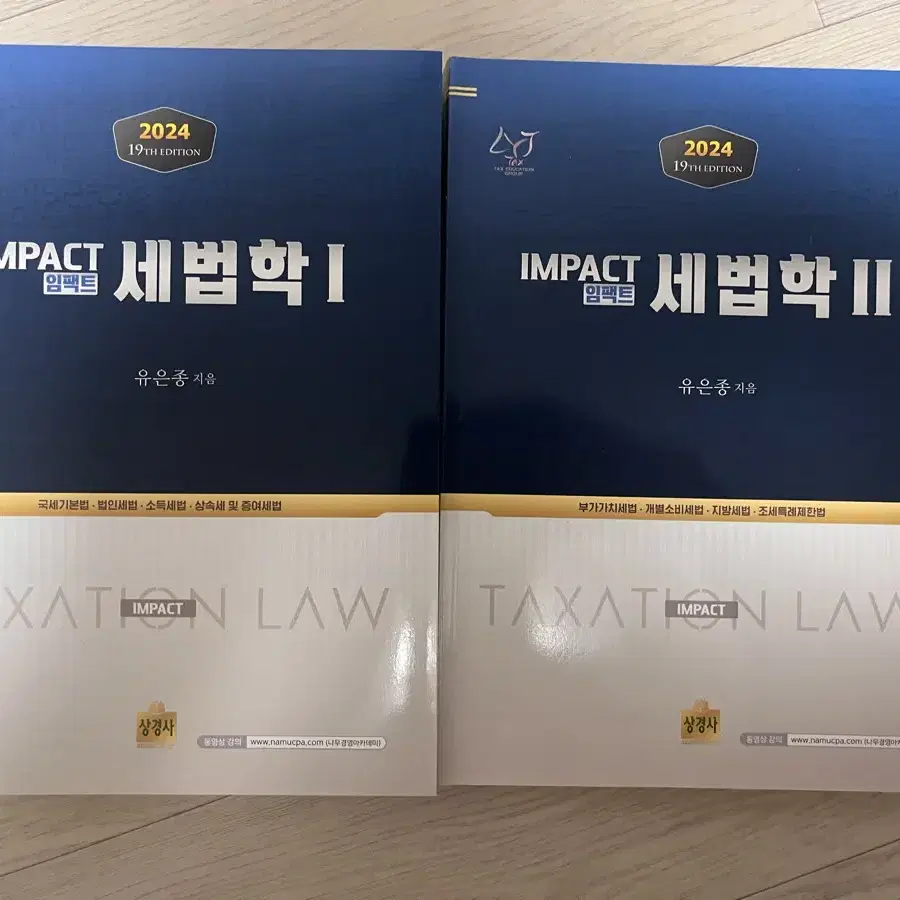 2024
19TH EDITION
IMPACT
임팩트
세법학 I
유은종 지음
국세기본법 · 법인세법 · 소득세법 · 상속세 및 증여세법
TAXATION LAW
IMPACT
상경사
동영상 강의 www.namucpa.com (나무경영아카데미)
TAX EDUCATION
GROUP
2024
19TH EDITION
IMPACT
임팩트
세법학 II
유은종 지음
부가가치세법 · 개별소비세법 · 지방세법 · 조세특례제한법
TAXATION LAW
IMPACT
상경사
동영상 강의 www.namucpa.com (나무경영아카